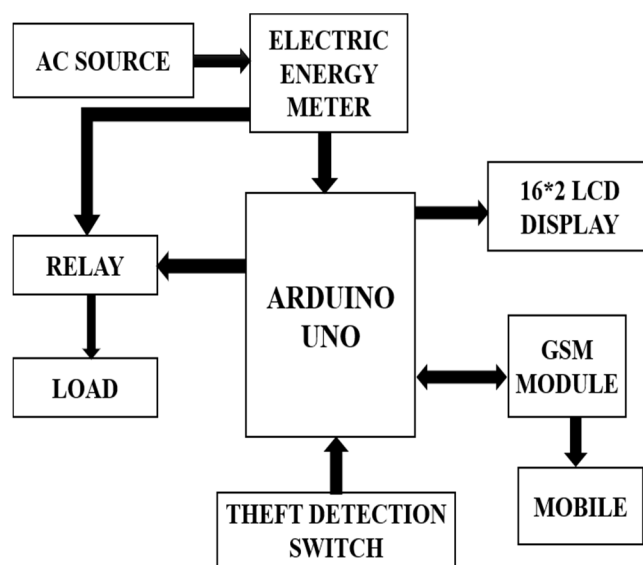 AC SOURCE
ELECTRIC
ENERGY
METER
16*2 LCD
DISPLAY
RELAY
ARDUINO
UNO
GSM
MODULE
LOAD
MOBILE
THEFT DETECTION
SWITCH